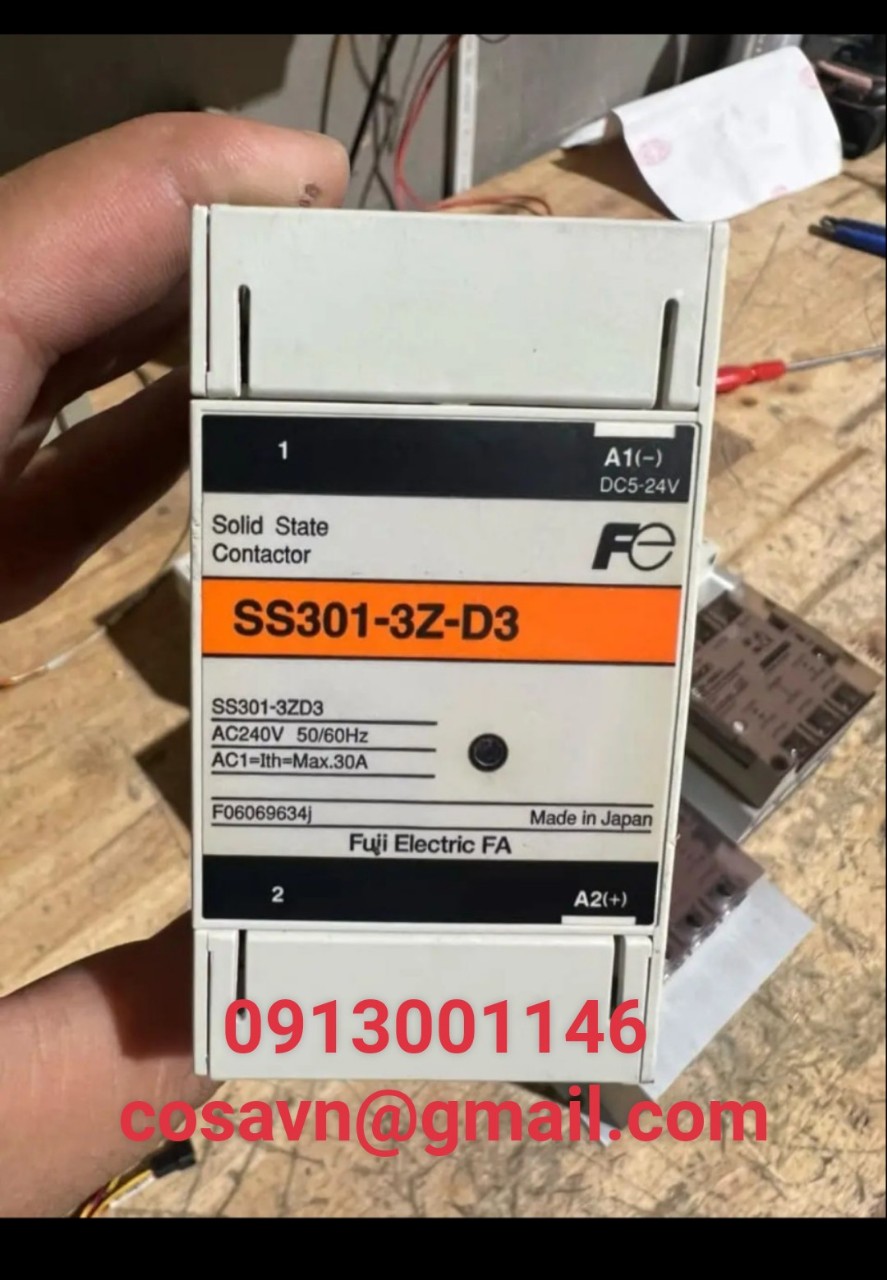 1
A1(-)
DC5-24V
Solid State
Contactor
Fe
SS301-3Z-D3
SS301-3ZD3
AC240V 50/60Hz
AC1=Ith=Max.30A
F06069634j
Made in Japan
Fuji Electric FA
2
A2(+)
0913001146
cosavn@gmail.com